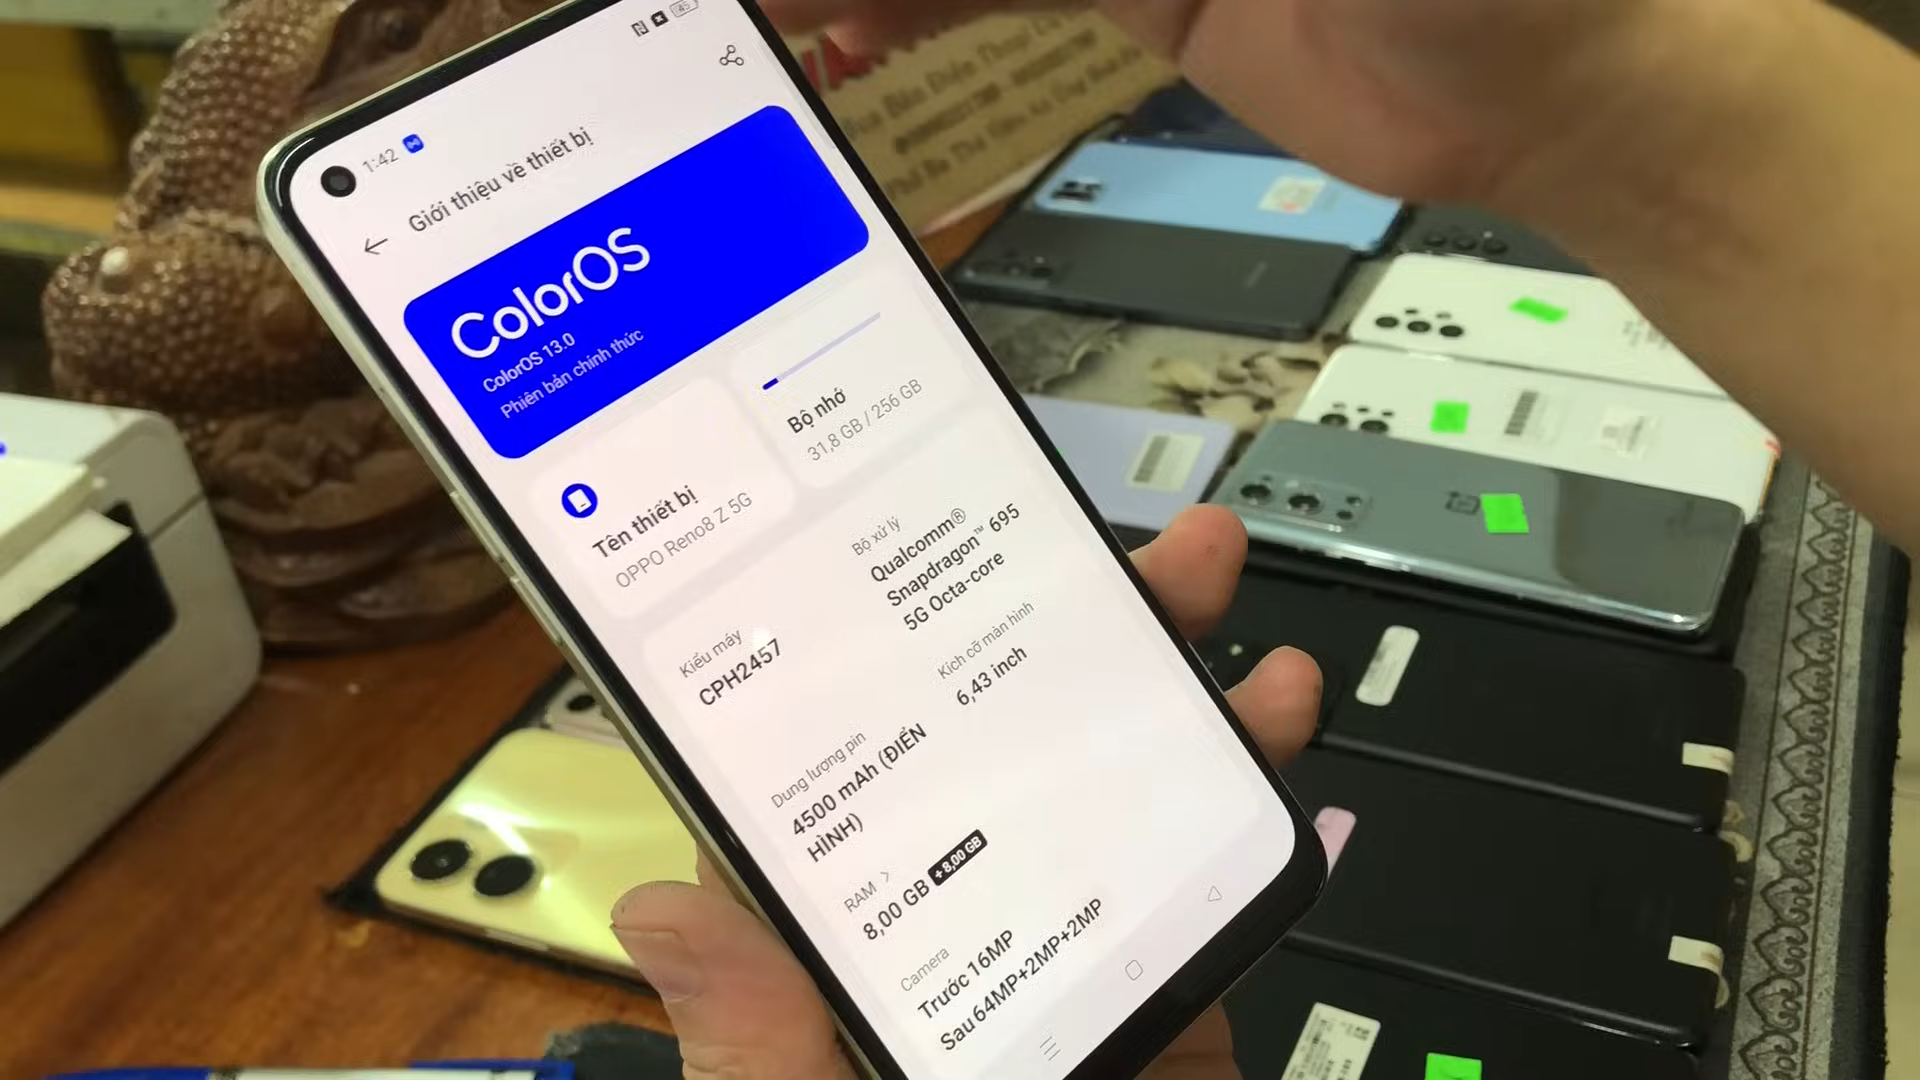 1:42
45
Giới thiệu về thiết bị
ColorOS
ColorOS 13.0
Phiên bản chính thức
Tên thiết bị
OPPO Reno8 Z 5G
Bộ nhớ
31,8 GB / 256 GB
Kiểu máy
CPH2457
Bộ xử lý
Qualcomm®
Snapdragon™ 695
5G Octa-core
Kích cỡ màn hình
6,43 inch
Dung lượng pin
4500 mAh (ĐIỂN
HÌNH)
RAM >
8,00 GB +8,00 GB
Camera
Trước 16MP
Sau 64MP+2MP+2MP